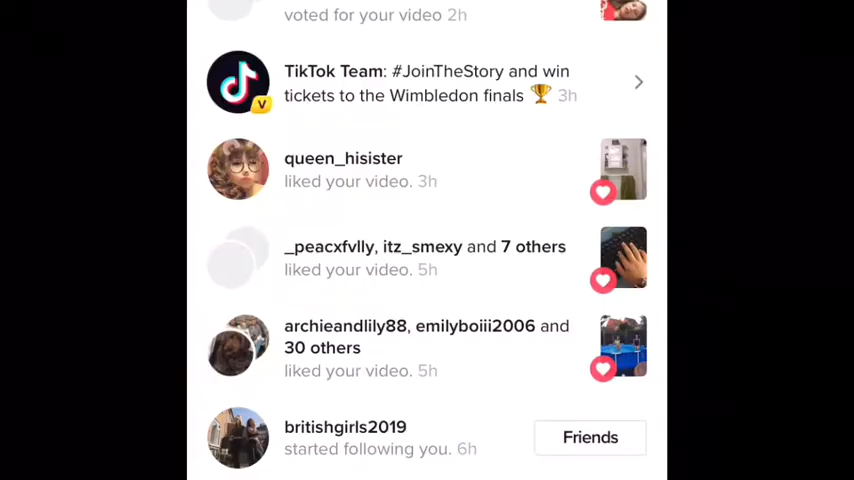 voted for your video 2h
TikTok Team: #JoinTheStory and win
tickets to the Wimbledon finals 🏆 3h
V
queen_hisister
liked your video. 3h
_peacxfvlly, itz_smexy and 7 others
liked your video. 5h
archieandlily88, emilyboiii2006 and
30 others
liked your video. 5h
britishgirls2019
started following you. 6h
Friends